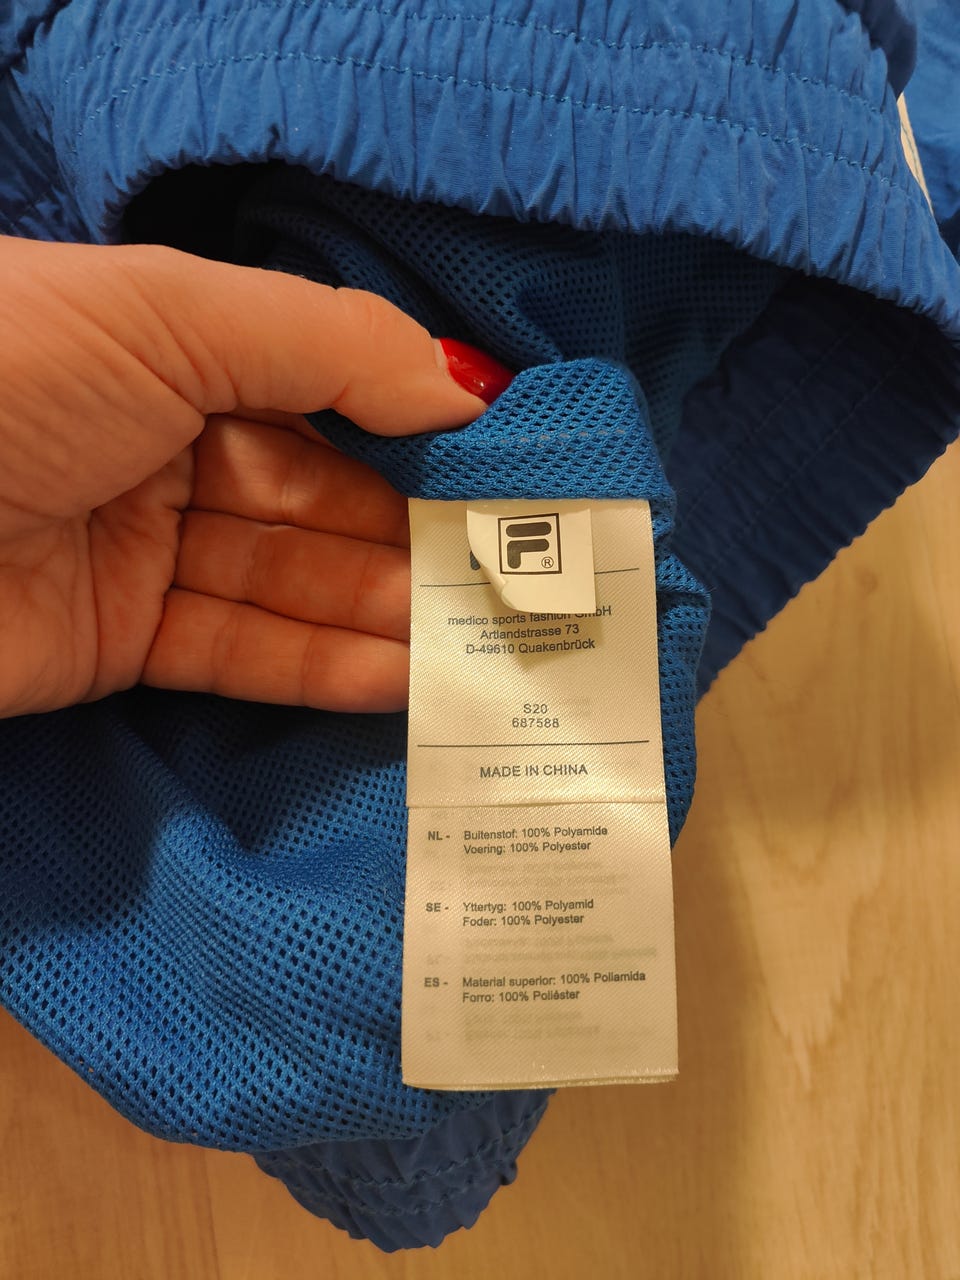 F®
medico sports fashion GmbH
Artlandstrasse 73
D-49610 Quakenbrück
S20
687588
MADE IN CHINA
NL - Buitenstof: 100% Polyamide
Voering: 100% Polyester
SE - Yttertyg: 100% Polyamid
Foder: 100% Polyester
ES - Material superior: 100% Poliamida
Forro: 100% Poliéster